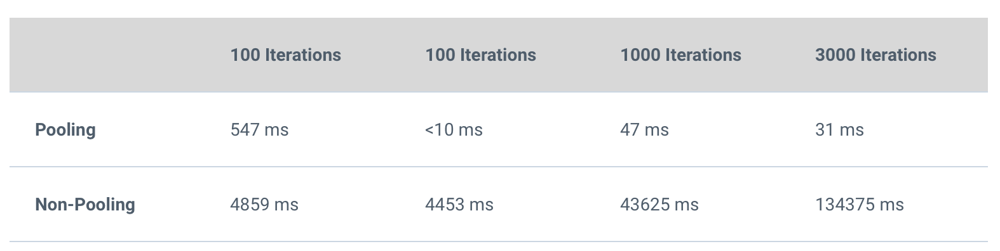 100 Iterations 100 Iterations 1000 Iterations 3000 Iterations
Pooling 547 ms <10 ms 47 ms 31 ms
Non-Pooling 4859 ms 4453 ms 43625 ms 134375 ms